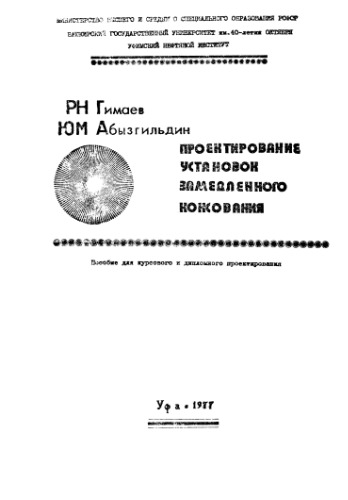 МИНИСТЕРСТВО ВЫСШЕГО И СРЕДНЕГО СПЕЦИАЛЬНОГО ОБРАЗОВАНИЯ РСФСР
БАШКИРСКИЙ ГОСУДАРСТВЕННЫЙ УНИВЕРСИТЕТ им.40-летия ОКТЯБРЯ
УФИМСКИЙ НЕФТЯНОЙ ИНСТИТУТ
РН Гимаев
ЮМ Абызгильдин
ПРОЕКТИРОВАНИЕ
УСТАНОВОК
ЗАМЕДЛЕННОГО
КОКСОВАНИЯ
Пособие для курсового и дипломного проектирования
Уфа • 1977